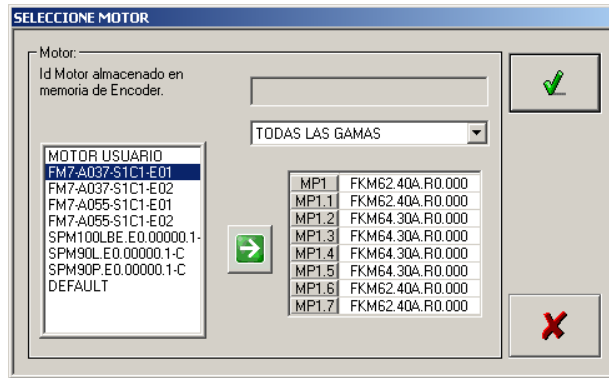 SELECCIONE MOTOR
Motor:
Id Motor almacenado en
memoria de Encoder.
TODAS LAS GAMAS
MOTOR USUARIO
FM7-A037-S1C1-E01
FM7-A037-S1C1-E02
FM7-A055-S1C1-E01
FM7-A055-S1C1-E02
SPM100LBE.E0.00000.1-
SPM90L.E0.00000.1-C
SPM90P.E0.00000.1-C
DEFAULT
MP1 FKM62.40A.R0.000
MP1.1 FKM62.40A.R0.000
MP1.2 FKM64.30A.R0.000
MP1.3 FKM64.30A.R0.000
MP1.4 FKM64.30A.R0.000
MP1.5 FKM64.30A.R0.000
MP1.6 FKM62.40A.R0.000
MP1.7 FKM62.40A.R0.000